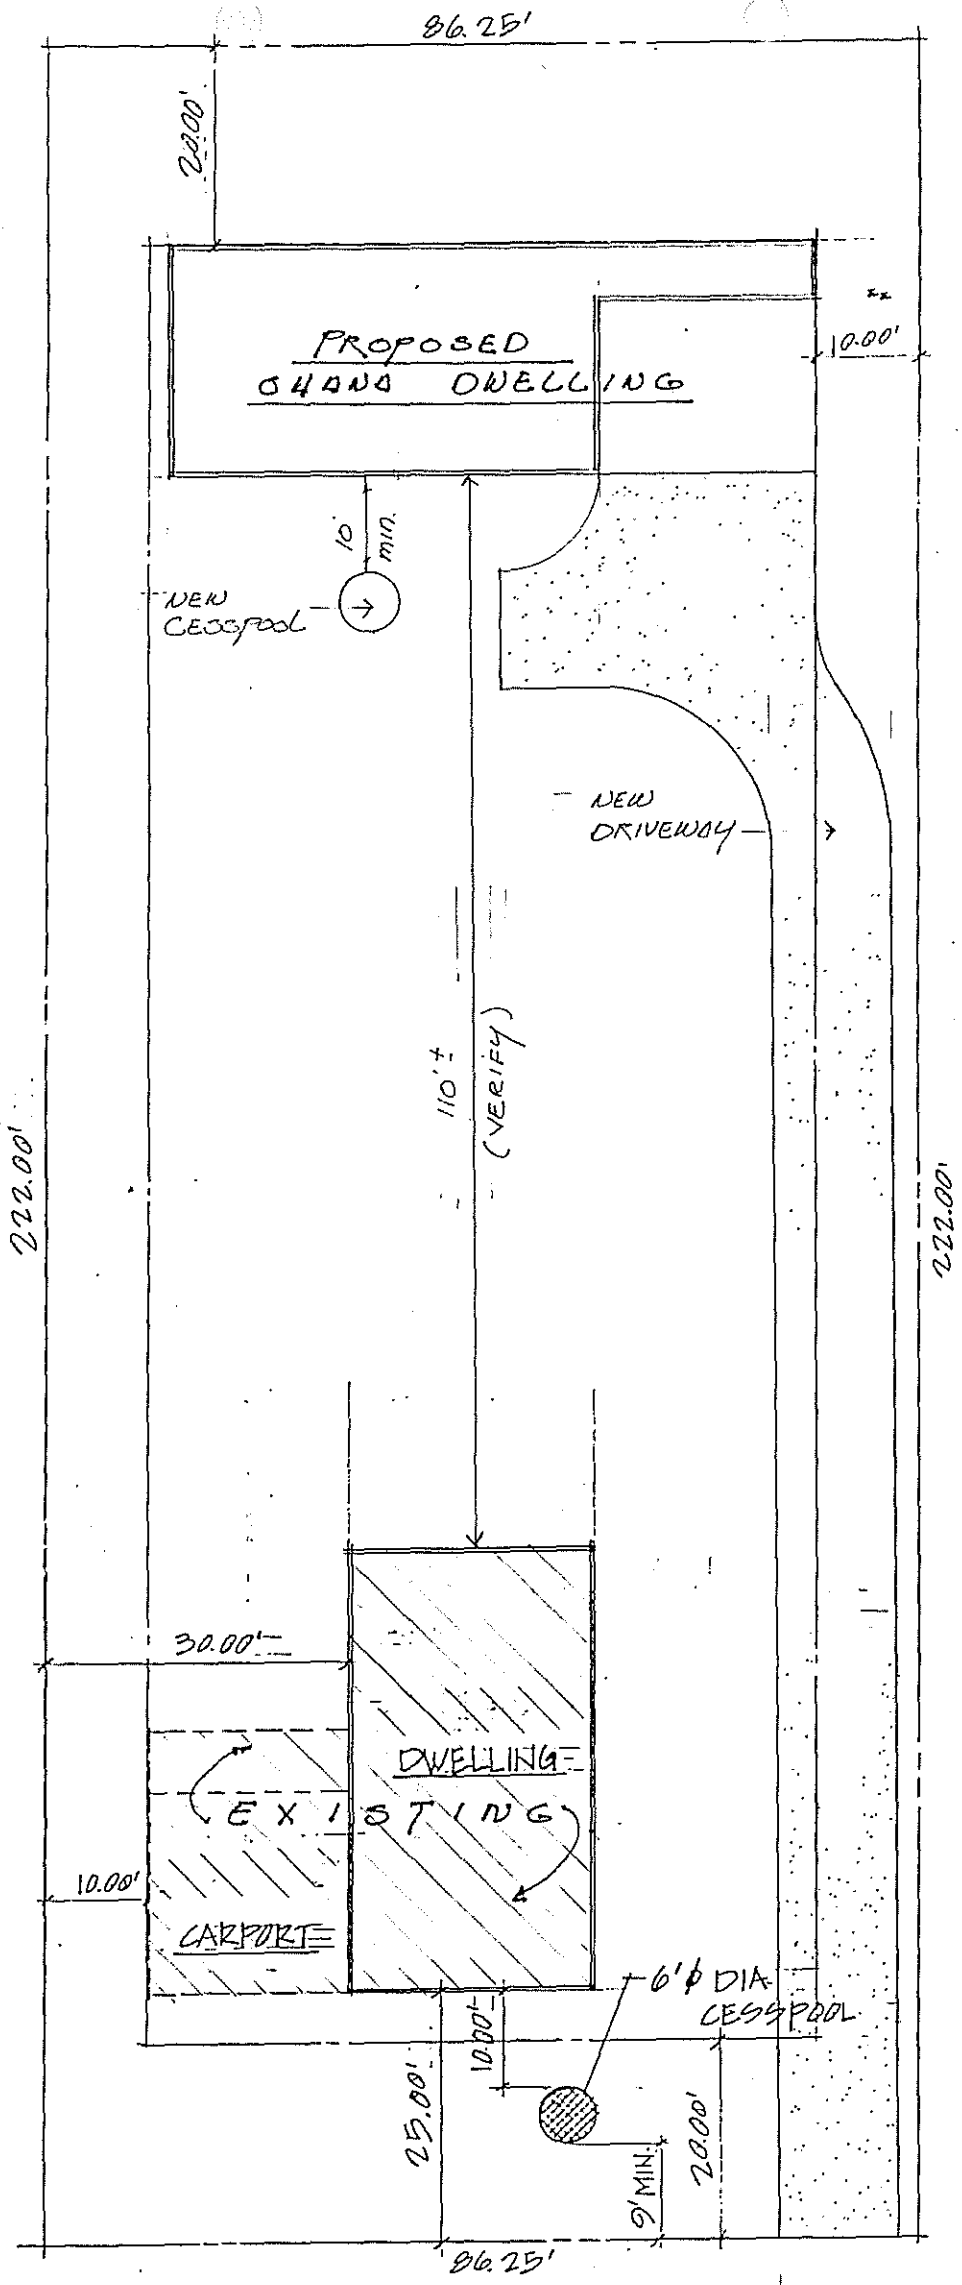 86.25'
20.00'
PROPOSED
OHANA DWELLING
10.00'
10'
min.
NEW
CESSPOOL
NEW
DRIVEWAY
110'±
(VERIFY)
222.00'
222.00'
30.00'
DWELLING
EXISTING
10.00'
CARPORT
6'φ DIA
CESSPOOL
10.00'
25.00'
20.00'
9' MIN.
86.25'